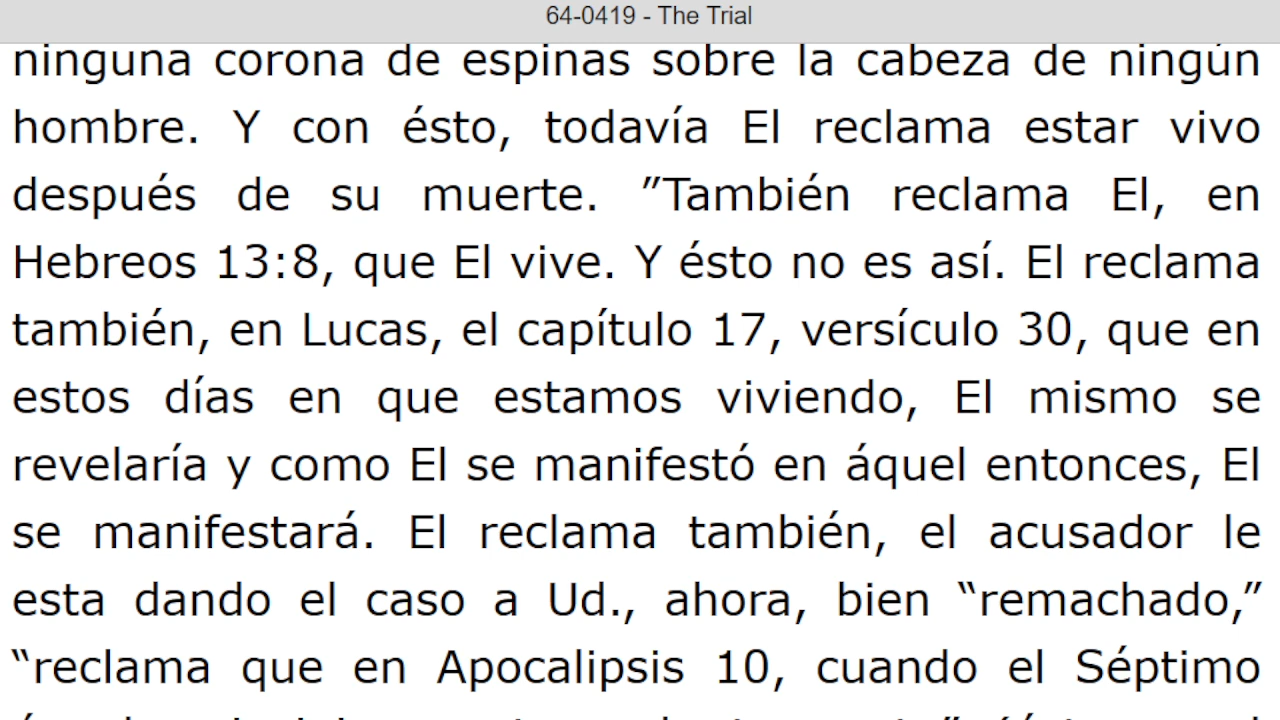 64-0419 - The Trial
ninguna corona de espinas sobre la cabeza de ningún
hombre. Y con ésto, todavía El reclama estar vivo
después de su muerte. ”También reclama El, en
Hebreos 13:8, que El vive. Y ésto no es así. El reclama
también, en Lucas, el capítulo 17, versículo 30, que en
estos días en que estamos viviendo, El mismo se
revelaría y como El se manifestó en áquel entonces, El
se manifestará. El reclama también, el acusador le
esta dando el caso a Ud., ahora, bien “remachado,”
“reclama que en Apocalipsis 10, cuando el Séptimo